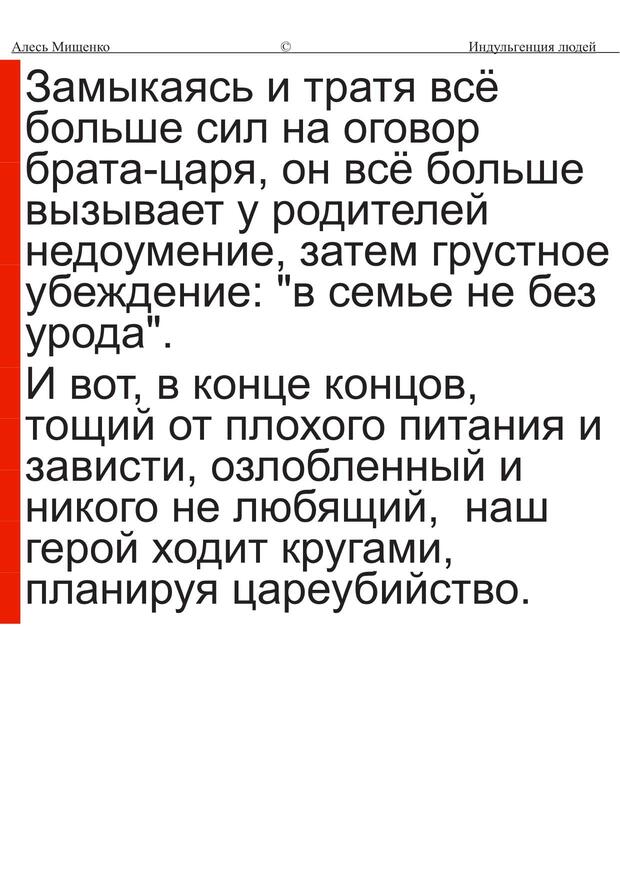 Алесь Мищенко © Индульгенция людей
Замыкаясь и тратя всё
больше сил на оговор
брата-царя, он всё больше
вызывает у родителей
недоумение, затем грустное
убеждение: "в семье не без
урода".
И вот, в конце концов,
тощий от плохого питания и
зависти, озлобленный и
никого не любящий,  наш
герой ходит кругами,
планируя цареубийство.